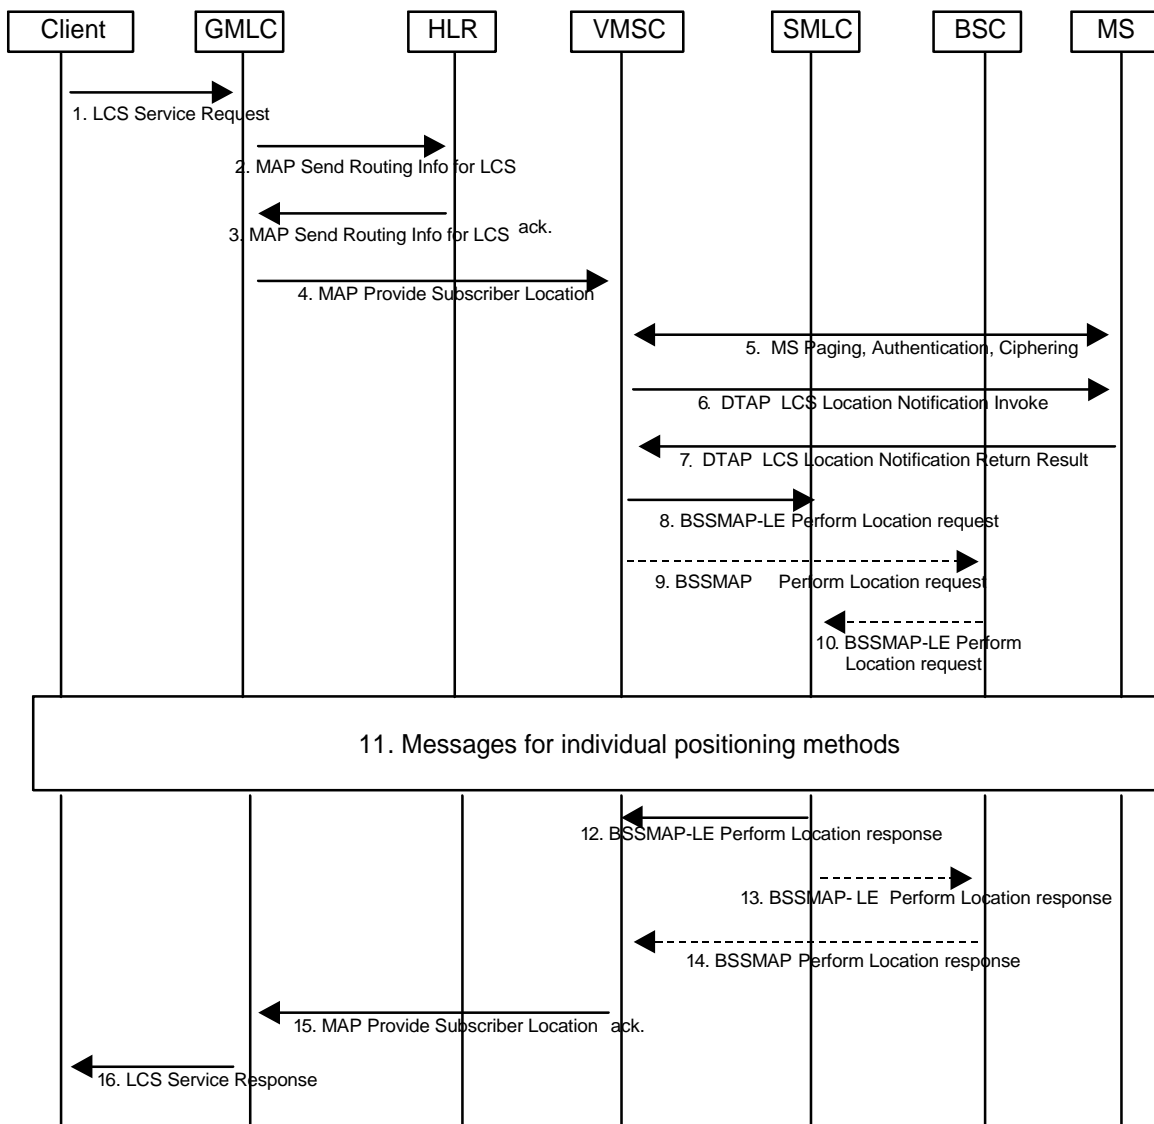 Client GMLC HLR VMSC SMLC BSC MS
1. LCS Service Request
2. MAP Send Routing Info for LCS
3. MAP Send Routing Info for LCS ack.
4. MAP Provide Subscriber Location
5. MS Paging, Authentication, Ciphering
6. DTAP LCS Location Notification Invoke
7. DTAP LCS Location Notification Return Result
8. BSSMAP-LE Perform Location request
9. BSSMAP Perform Location request
10. BSSMAP-LE Perform
Location request
11. Messages for individual positioning methods
12. BSSMAP-LE Perform Location response
13. BSSMAP- LE Perform Location response
14. BSSMAP Perform Location response
15. MAP Provide Subscriber Location ack.
16. LCS Service Response